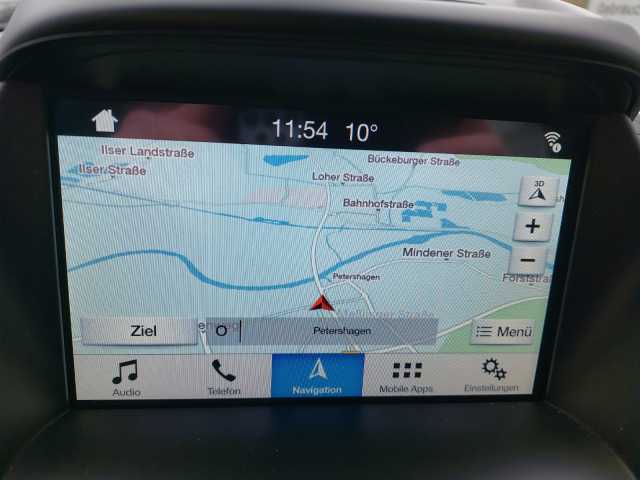 11:54 10°
Ilser Landstraße
Bückeburger Straße
Ilser Straße
Loher Straße
3D
Bahnhofstraße
+
Mindener Straße
−
Petershagen
Forststraße
Ziel
O
Petershagen
Menü
Audio
Telefon
Navigation
Mobile Apps
Einstellungen